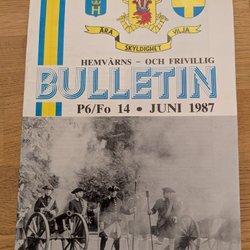 ÄRA
VILJA
SKYLDIGHET
HEMVÄRNS - OCH FRIVILLIG
BULLETIN
P6/Fo 14 • JUNI 1987